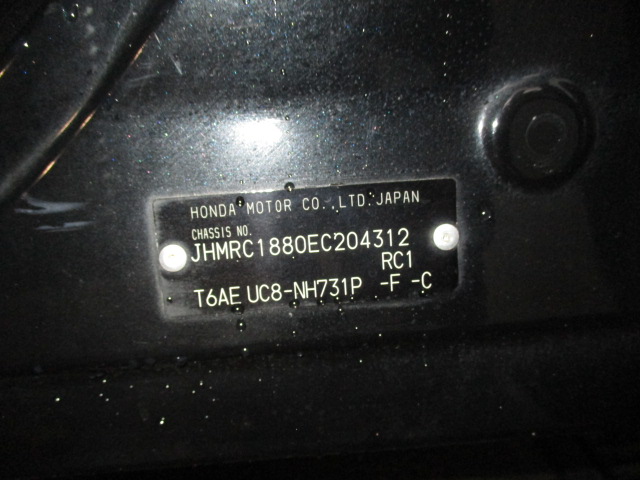 HONDA MOTOR CO.,LTD.JAPAN
CHASSIS NO.
JHMRC1880EC204312
RC1
T6AE UC8-NH731P -F -C